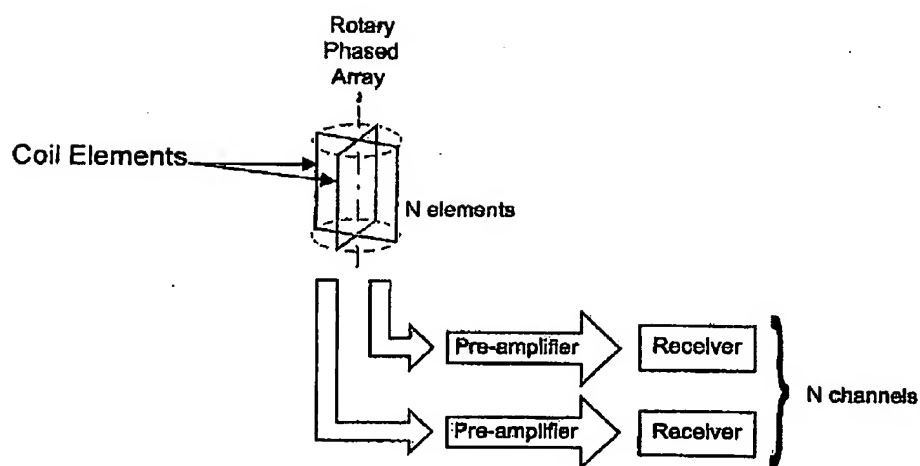 Rotary
Phased
Array
Coil Elements
N elements
Pre-amplifier
Receiver
N channels
Pre-amplifier
Receiver